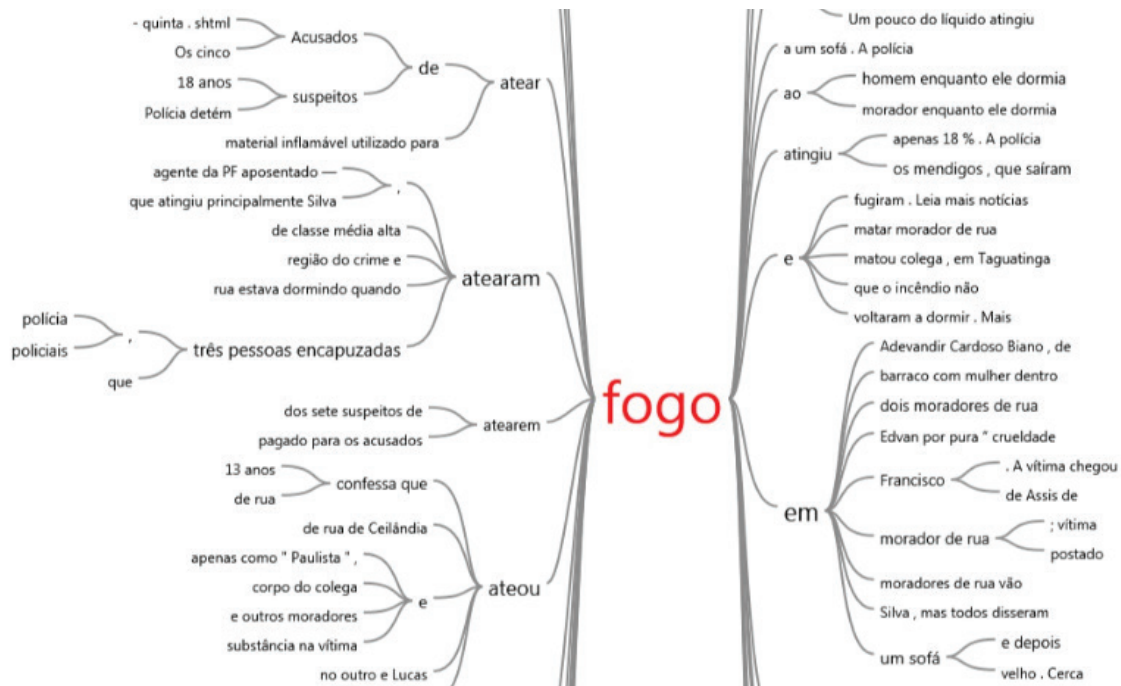 - quinta . shtml
Os cinco
Acusados
18 anos
Polícia detém
suspeitos
de
material inflamável utilizado para
atear
agente da PF aposentado —
que atingiu principalmente Silva
,
de classe média alta
região do crime e
rua estava dormindo quando
polícia
policiais
,
que
três pessoas encapuzadas
atearam
dos sete suspeitos de
pagado para os acusados
atearem
13 anos
de rua
confessa que
de rua de Ceilândia
apenas como " Paulista " ,
corpo do colega
e outros moradores
substância na vítima
e
no outro e Lucas
ateou
fogo
Um pouco do líquido atingiu
a um sofá . A polícia
ao
homem enquanto ele dormia
morador enquanto ele dormia
atingiu
apenas 18 % . A polícia
os mendigos , que saíram
e
fugiram . Leia mais notícias
matar morador de rua
matou colega , em Taguatinga
que o incêndio não
voltaram a dormir . Mais
em
Adevandir Cardoso Biano , de
barraco com mulher dentro
dois moradores de rua
Edvan por pura " crueldade
Francisco
. A vítima chegou
de Assis de
morador de rua
; vítima
postado
moradores de rua vão
Silva , mas todos disseram
um sofá
e depois
velho . Cerca